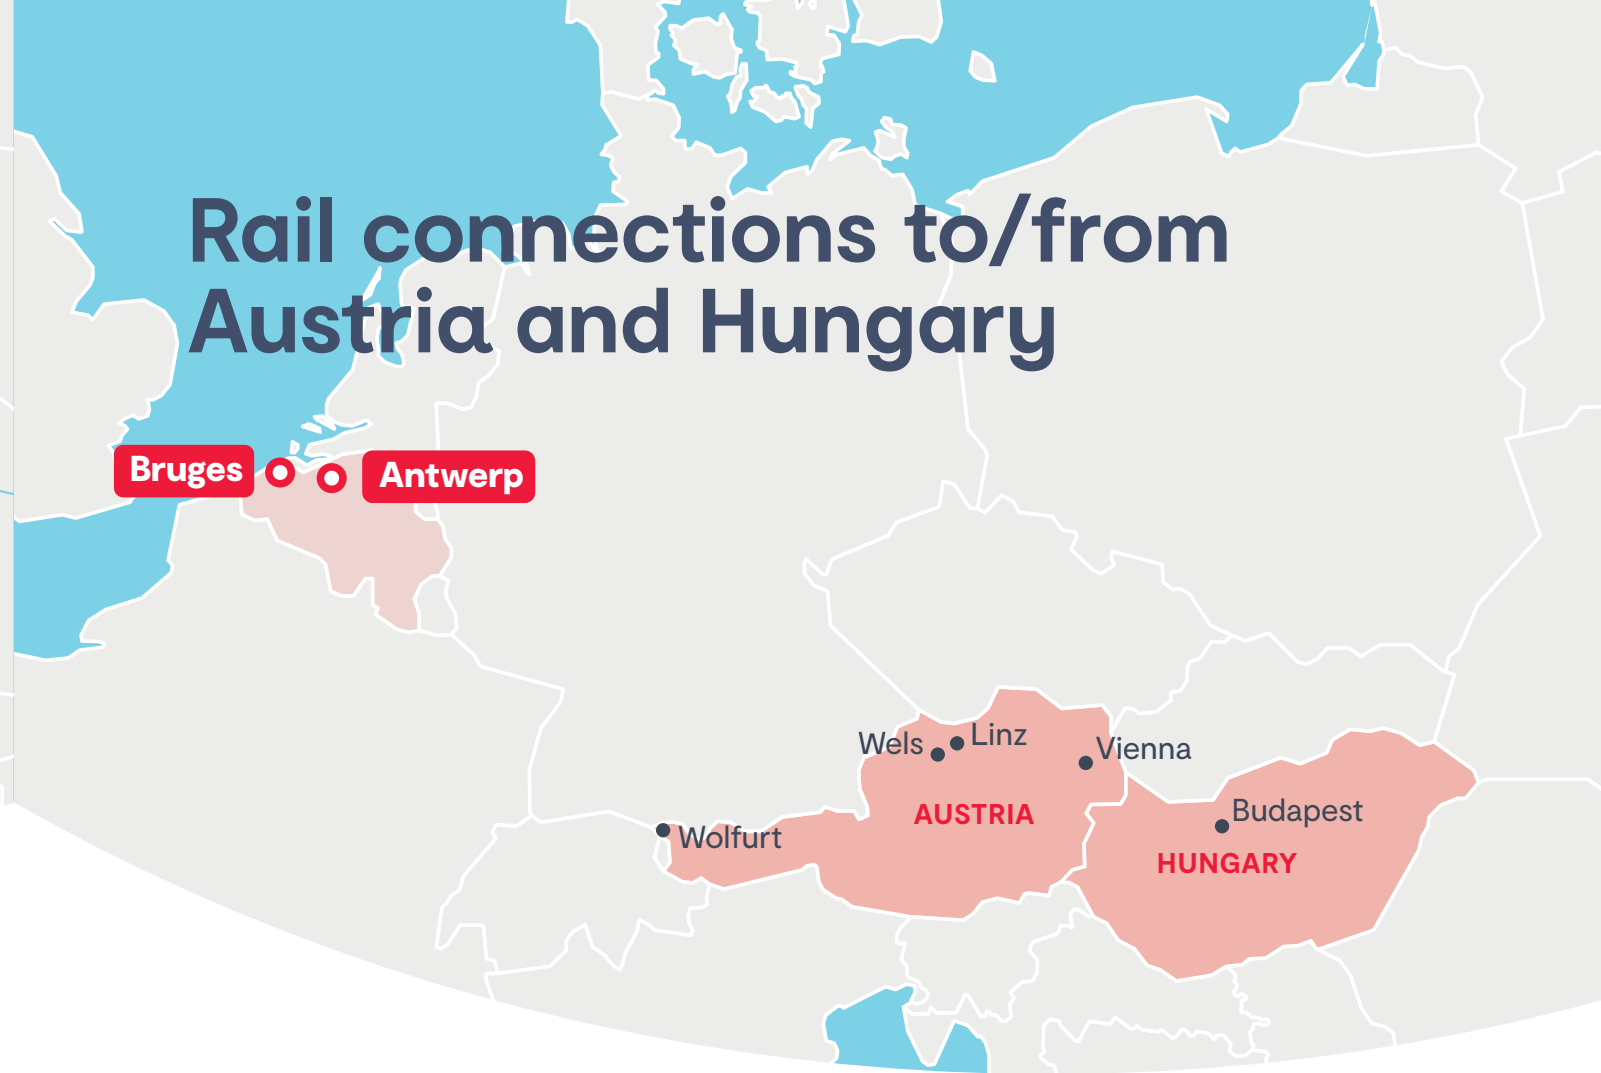 Rail connections to/from
Austria and Hungary
Bruges
Antwerp
Wels
Linz
Vienna
AUSTRIA
Budapest
Wolfurt
HUNGARY